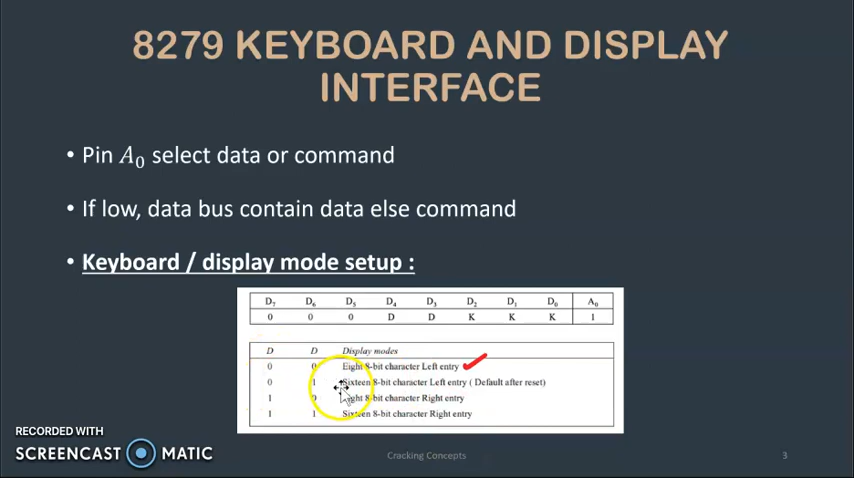 8279 KEYBOARD AND DISPLAY
INTERFACE
• Pin A₀ select data or command
• If low, data bus contain data else command
• Keyboard / display mode setup :
D₇ D₆ D₅ D₄ D₃ D₂ D₁ D₀ A₀
0 0 0 D D K K K 1
D D Display modes
0 0 Eight 8-bit character Left entry
0 1 Sixteen 8-bit character Left entry ( Default after reset)
1 0 Eight 8-bit character Right entry
1 1 Sixteen 8-bit character Right entry
RECORDED WITH
SCREENCAST MATIC
Cracking Concepts
3